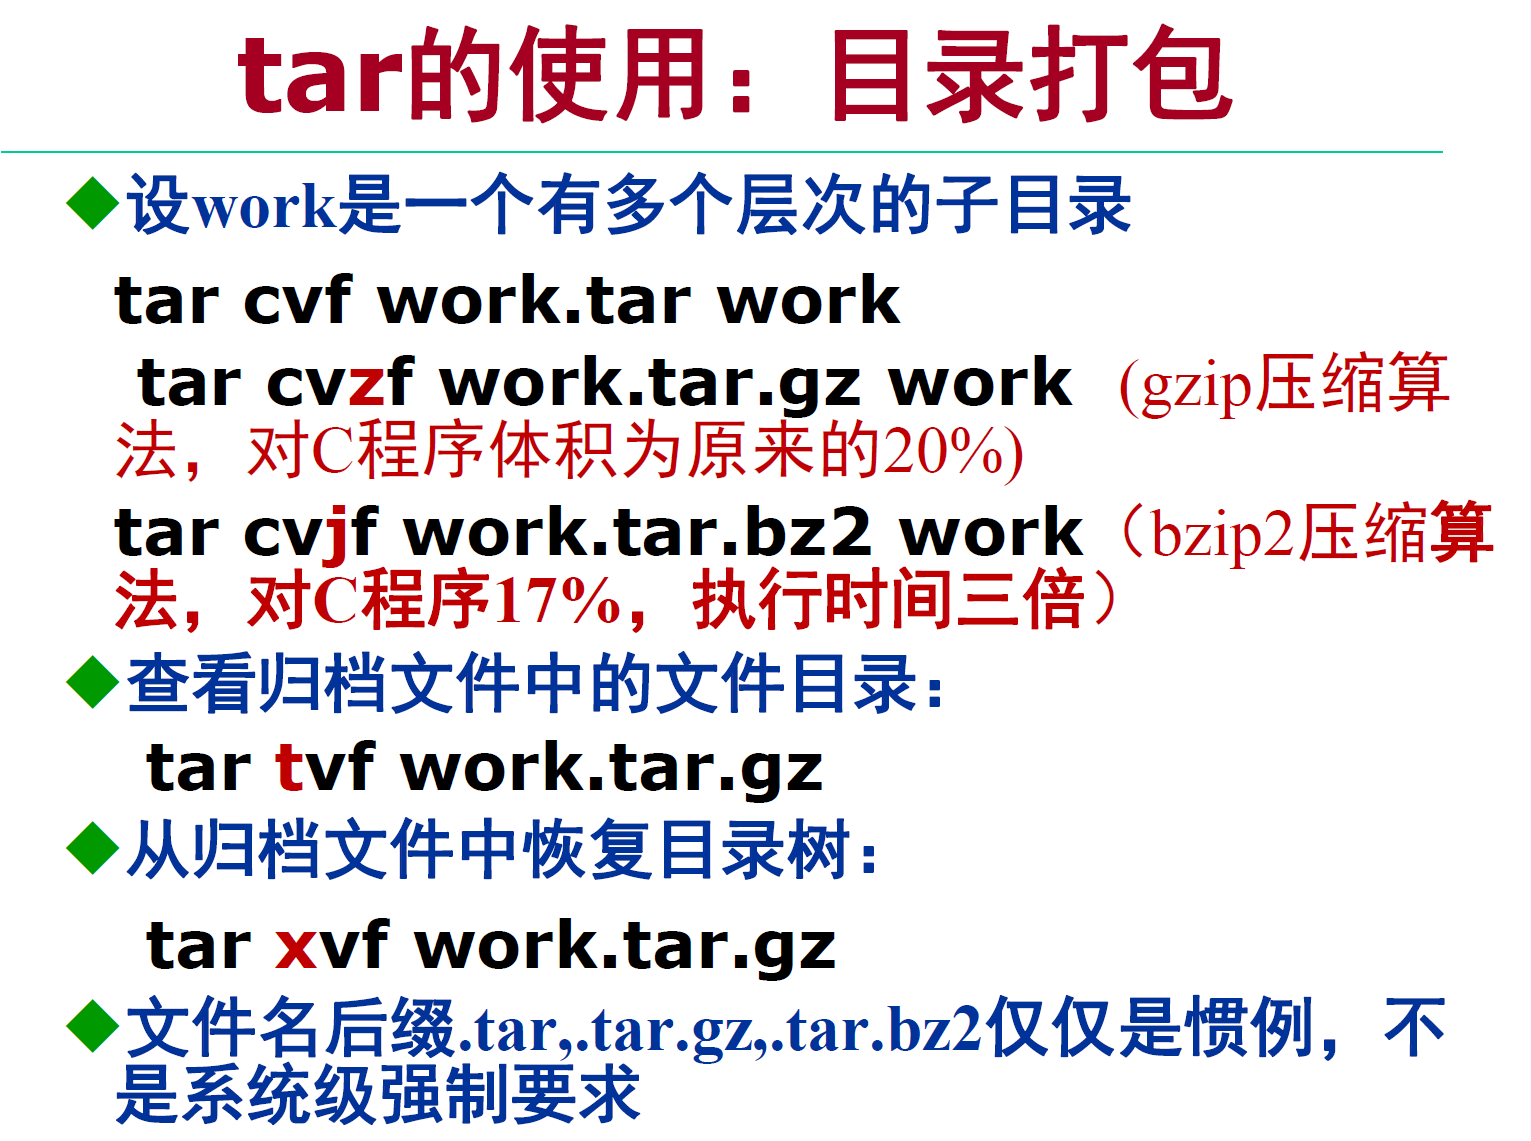 tar的使用：目录打包
◆设work是一个有多个层次的子目录
tar cvf work.tar work
tar cvzf work.tar.gz work (gzip压缩算
法，对C程序体积为原来的20%)
tar cvjf work.tar.bz2 work（bzip2压缩算
法，对C程序17%，执行时间三倍）
◆查看归档文件中的文件目录：
tar tvf work.tar.gz
◆从归档文件中恢复目录树：
tar xvf work.tar.gz
◆文件名后缀.tar,.tar.gz,.tar.bz2仅仅是惯例，不
是系统级强制要求